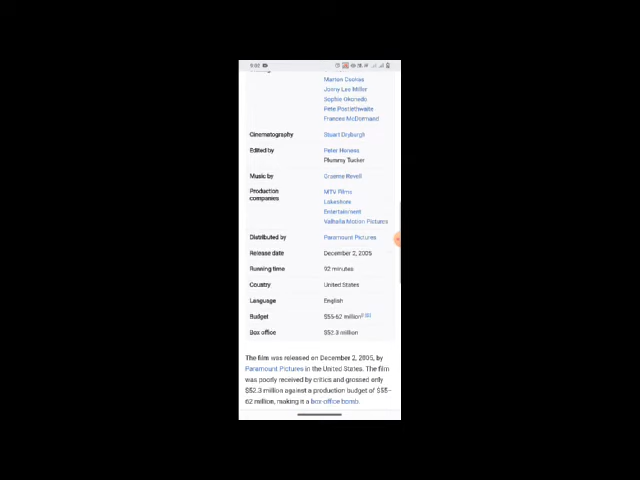 Marton Csokas
Jonny Lee Miller
Sophie Okonedo
Pete Postlethwaite
Frances McDormand
Cinematography Stuart Dryburgh
Edited by Peter Honess
Plummy Tucker
Music by Graeme Revell
Production companies MTV Films
Lakeshore
Entertainment
Valhalla Motion Pictures
Distributed by Paramount Pictures
Release date December 2, 2005
Running time 92 minutes
Country United States
Language English
Budget $55-62 million
Box office $52.3 million
The film was released on December 2, 2005, by
Paramount Pictures in the United States. The film
was poorly received by critics and grossed only
$52.3 million against a production budget of $55–
62 million, making it a box-office bomb.